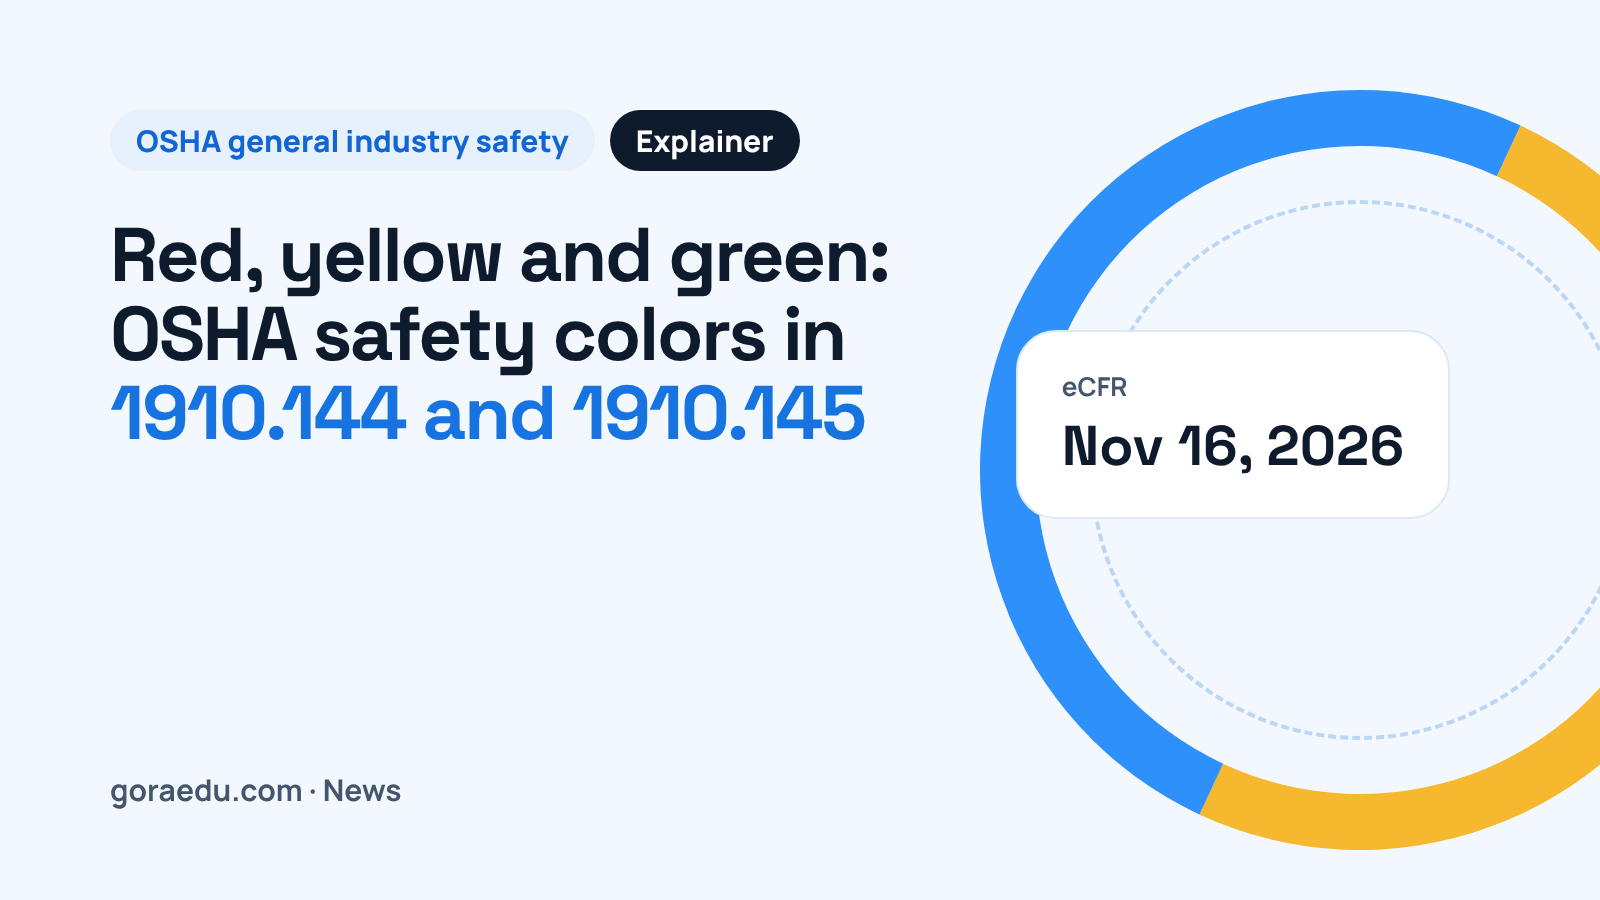 OSHA general industry safety
Explainer
Red, yellow and green:
OSHA safety colors in
1910.144 and 1910.145
eCFR
Nov 16, 2026
goraedu.com · News